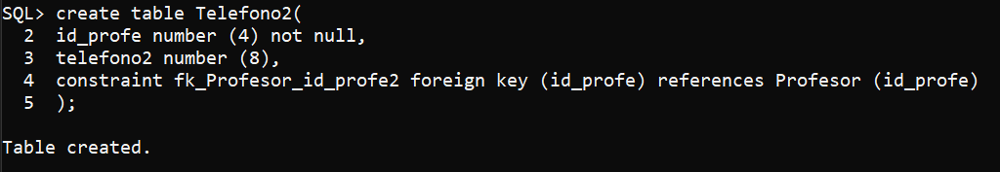 SQL> create table Telefono2(
  2  id_profe number (4) not null,
  3  telefono2 number (8),
  4  constraint fk_Profesor_id_profe2 foreign key (id_profe) references Profesor (id_profe)
  5  );
Table created.